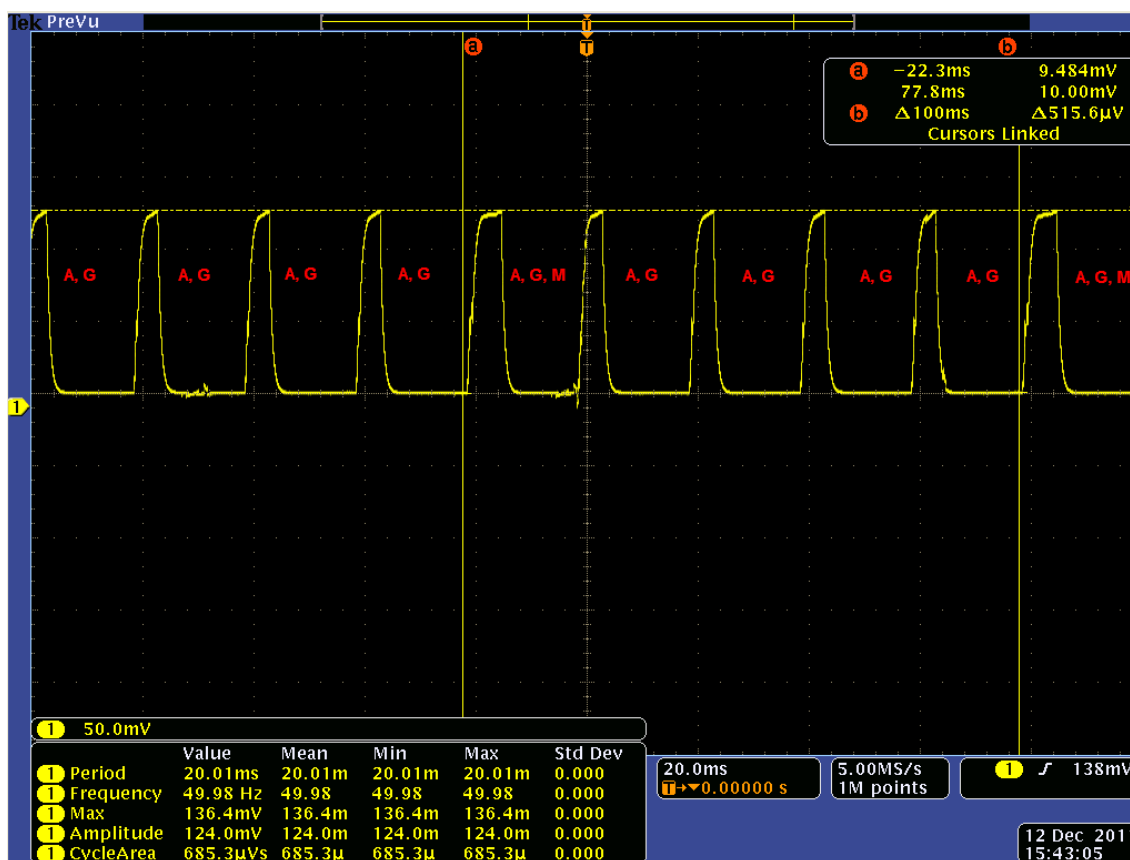 Tek PreVu
T
a
T
b
a −22.3ms 9.484mV
77.8ms 10.00mV
b Δ100ms Δ515.6µV
Cursors Linked
A, G A, G A, G A, G A, G, M A, G A, G A, G A, G A, G, M
1
1 50.0mV
Value Mean Min Max Std Dev
1 Period 20.01ms 20.01m 20.01m 20.01m 0.000
1 Frequency 49.98 Hz 49.98 49.98 49.98 0.000
1 Max 136.4mV 136.4m 136.4m 136.4m 0.000
1 Amplitude 124.0mV 124.0m 124.0m 124.0m 0.000
1 CycleArea 685.3µVs 685.3µ 685.3µ 685.3µ 0.000
20.0ms
T→▼0.00000 s
5.00MS/s
1M points
1 138mV
12 Dec 2011
15:43:05